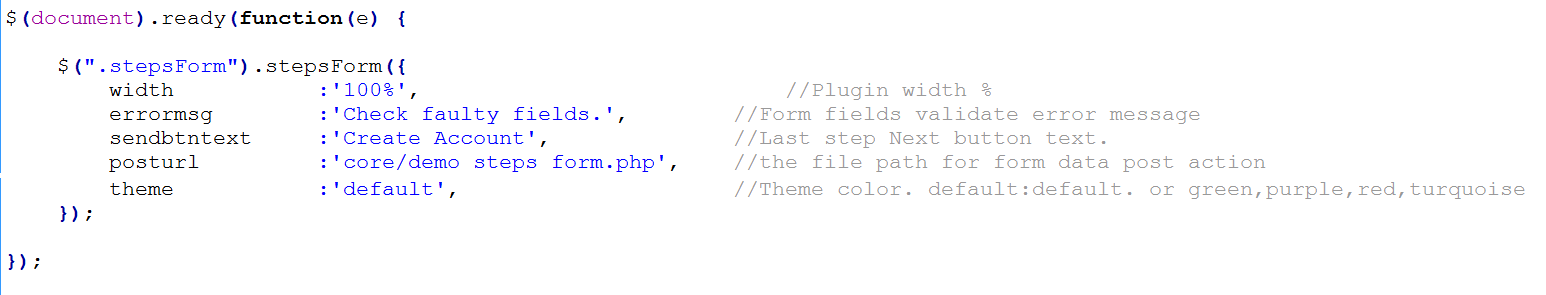 $(document).ready(function(e) {
$(".stepsForm").stepsForm({
width :'100%', //Plugin width %
errormsg :'Check faulty fields.', //Form fields validate error message
sendbtntext :'Create Account', //Last step Next button text.
posturl :'core/demo steps form.php', //the file path for form data post action
theme :'default', //Theme color. default:default. or green,purple,red,turquoise
});
});